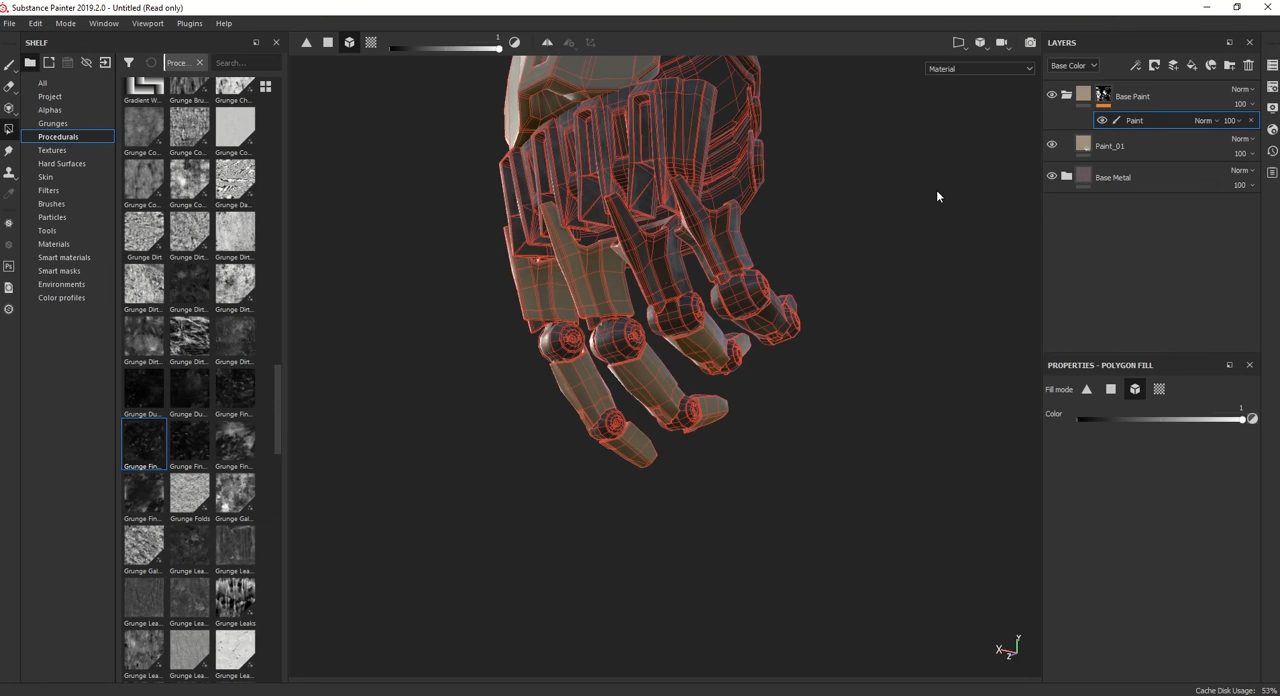 Substance Painter 2019.2.0 - Untitled (Read only)
File Edit Mode Window Viewport Plugins Help
SHELF
1
LAYERS
Proce...
Search...
Material
Base Color
All
Project
Alphas
Grunges
Procedurals
Textures
Hard Surfaces
Skin
Filters
Brushes
Particles
Tools
Materials
Smart materials
Smart masks
Environments
Color profiles
Gradient W... Grunge Bru... Grunge Ch...
Grunge Co... Grunge Co... Grunge Co...
Grunge Co... Grunge Co... Grunge Da...
Grunge Dirt Grunge Dirt... Grunge Dirt...
Grunge Dirt... Grunge Dirt... Grunge Dirt...
Grunge Dirt... Grunge Dirt... Grunge Dirt...
Grunge Du... Grunge Du... Grunge Fin...
Grunge Fin... Grunge Fin... Grunge Fin...
Grunge Fin... Grunge Folds Grunge Gal...
Grunge Gal... Grunge Lea... Grunge Lea...
Grunge Lea... Grunge Lea... Grunge Leaks
Grunge Lea... Grunge Lea... Grunge Lea...
Base Paint
Norm
100
Paint
Norm
100
Paint_01
Norm
100
Base Metal
Norm
100
PROPERTIES - POLYGON FILL
Fill mode
Color
1
Ps
X
Y
Z
Cache Disk Usage: 53%